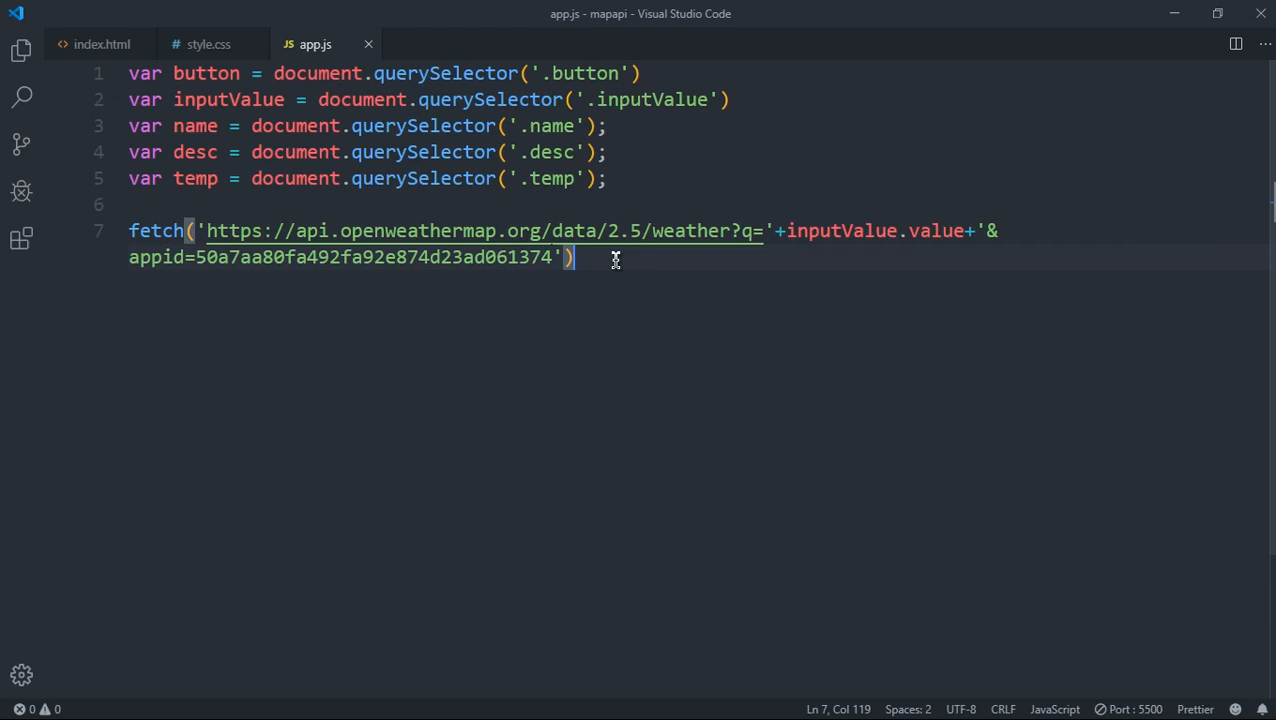 app.js - mapapi - Visual Studio Code
index.html style.css app.js
1 var button = document.querySelector('.button')
2 var inputValue = document.querySelector('.inputValue')
3 var name = document.querySelector('.name');
4 var desc = document.querySelector('.desc');
5 var temp = document.querySelector('.temp');
6
7 fetch('https://api.openweathermap.org/data/2.5/weather?q='+inputValue.value+'&
appid=50a7aa80fa492fa92e874d23ad061374')
0 0 Ln 7, Col 119 Spaces: 2 UTF-8 CRLF JavaScript Port : 5500 Prettier